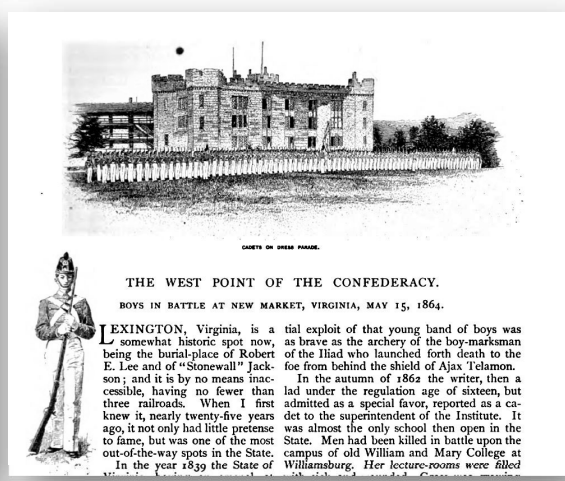 CADETS ON DRESS PARADE.
THE WEST POINT OF THE CONFEDERACY.
BOYS IN BATTLE AT NEW MARKET, VIRGINIA, MAY 15, 1864.
LEXINGTON, Virginia, is a
somewhat historic spot now,
being the burial-place of Robert
E. Lee and of "Stonewall" Jack-
son; and it is by no means inac-
cessible, having no fewer than
three railroads. When I first
knew it, nearly twenty-five years
ago, it not only had little pretense
to fame, but was one of the most
out-of-the-way spots in the State.
In the year 1839 the State of
tial exploit of that young band of boys was
as brave as the archery of the boy-marksman
of the Iliad who launched forth death to the
foe from behind the shield of Ajax Telamon.
In the autumn of 1862 the writer, then a
lad under the regulation age of sixteen, but
admitted as a special favor, reported as a ca-
det to the superintendent of the Institute. It
was almost the only school then open in the
State. Men had been killed in battle upon the
campus of old William and Mary College at
Williamsburg. Her lecture-rooms were filled